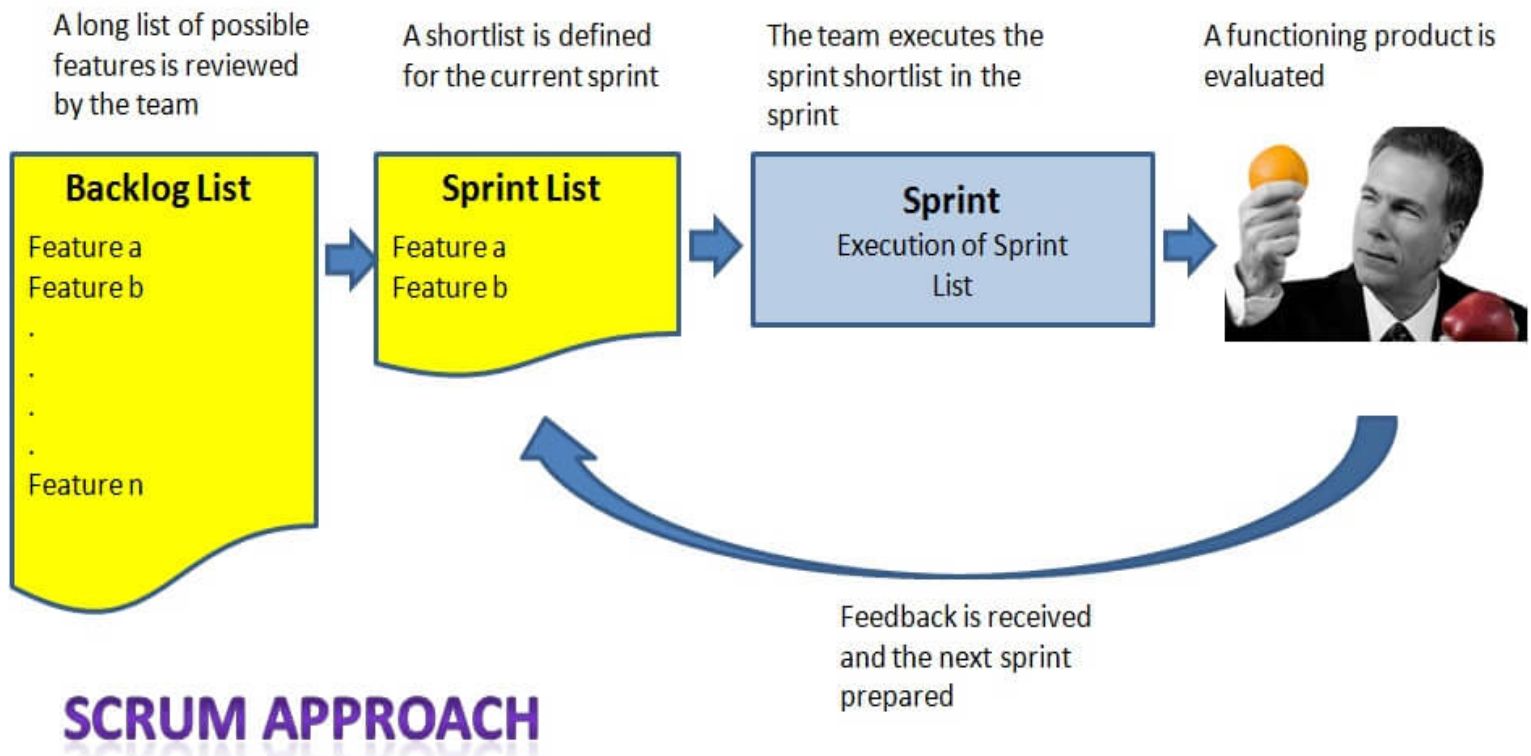 A long list of possible
features is reviewed
by the team
A shortlist is defined
for the current sprint
The team executes the
sprint shortlist in the
sprint
A functioning product is
evaluated
Backlog List
Feature a
Feature b
.
.
.
.
Feature n
Sprint List
Feature a
Feature b
Sprint
Execution of Sprint
List
Feedback is received
and the next sprint
prepared
SCRUM APPROACH